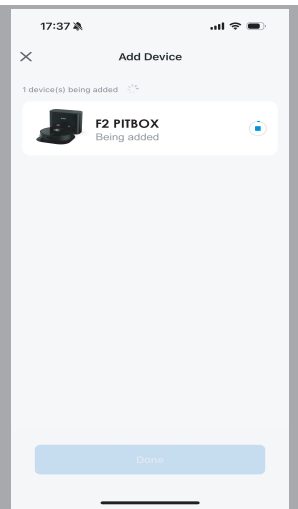 17:37
Add Device
1 device(s) being added
F2 PITBOX
Being added
Done